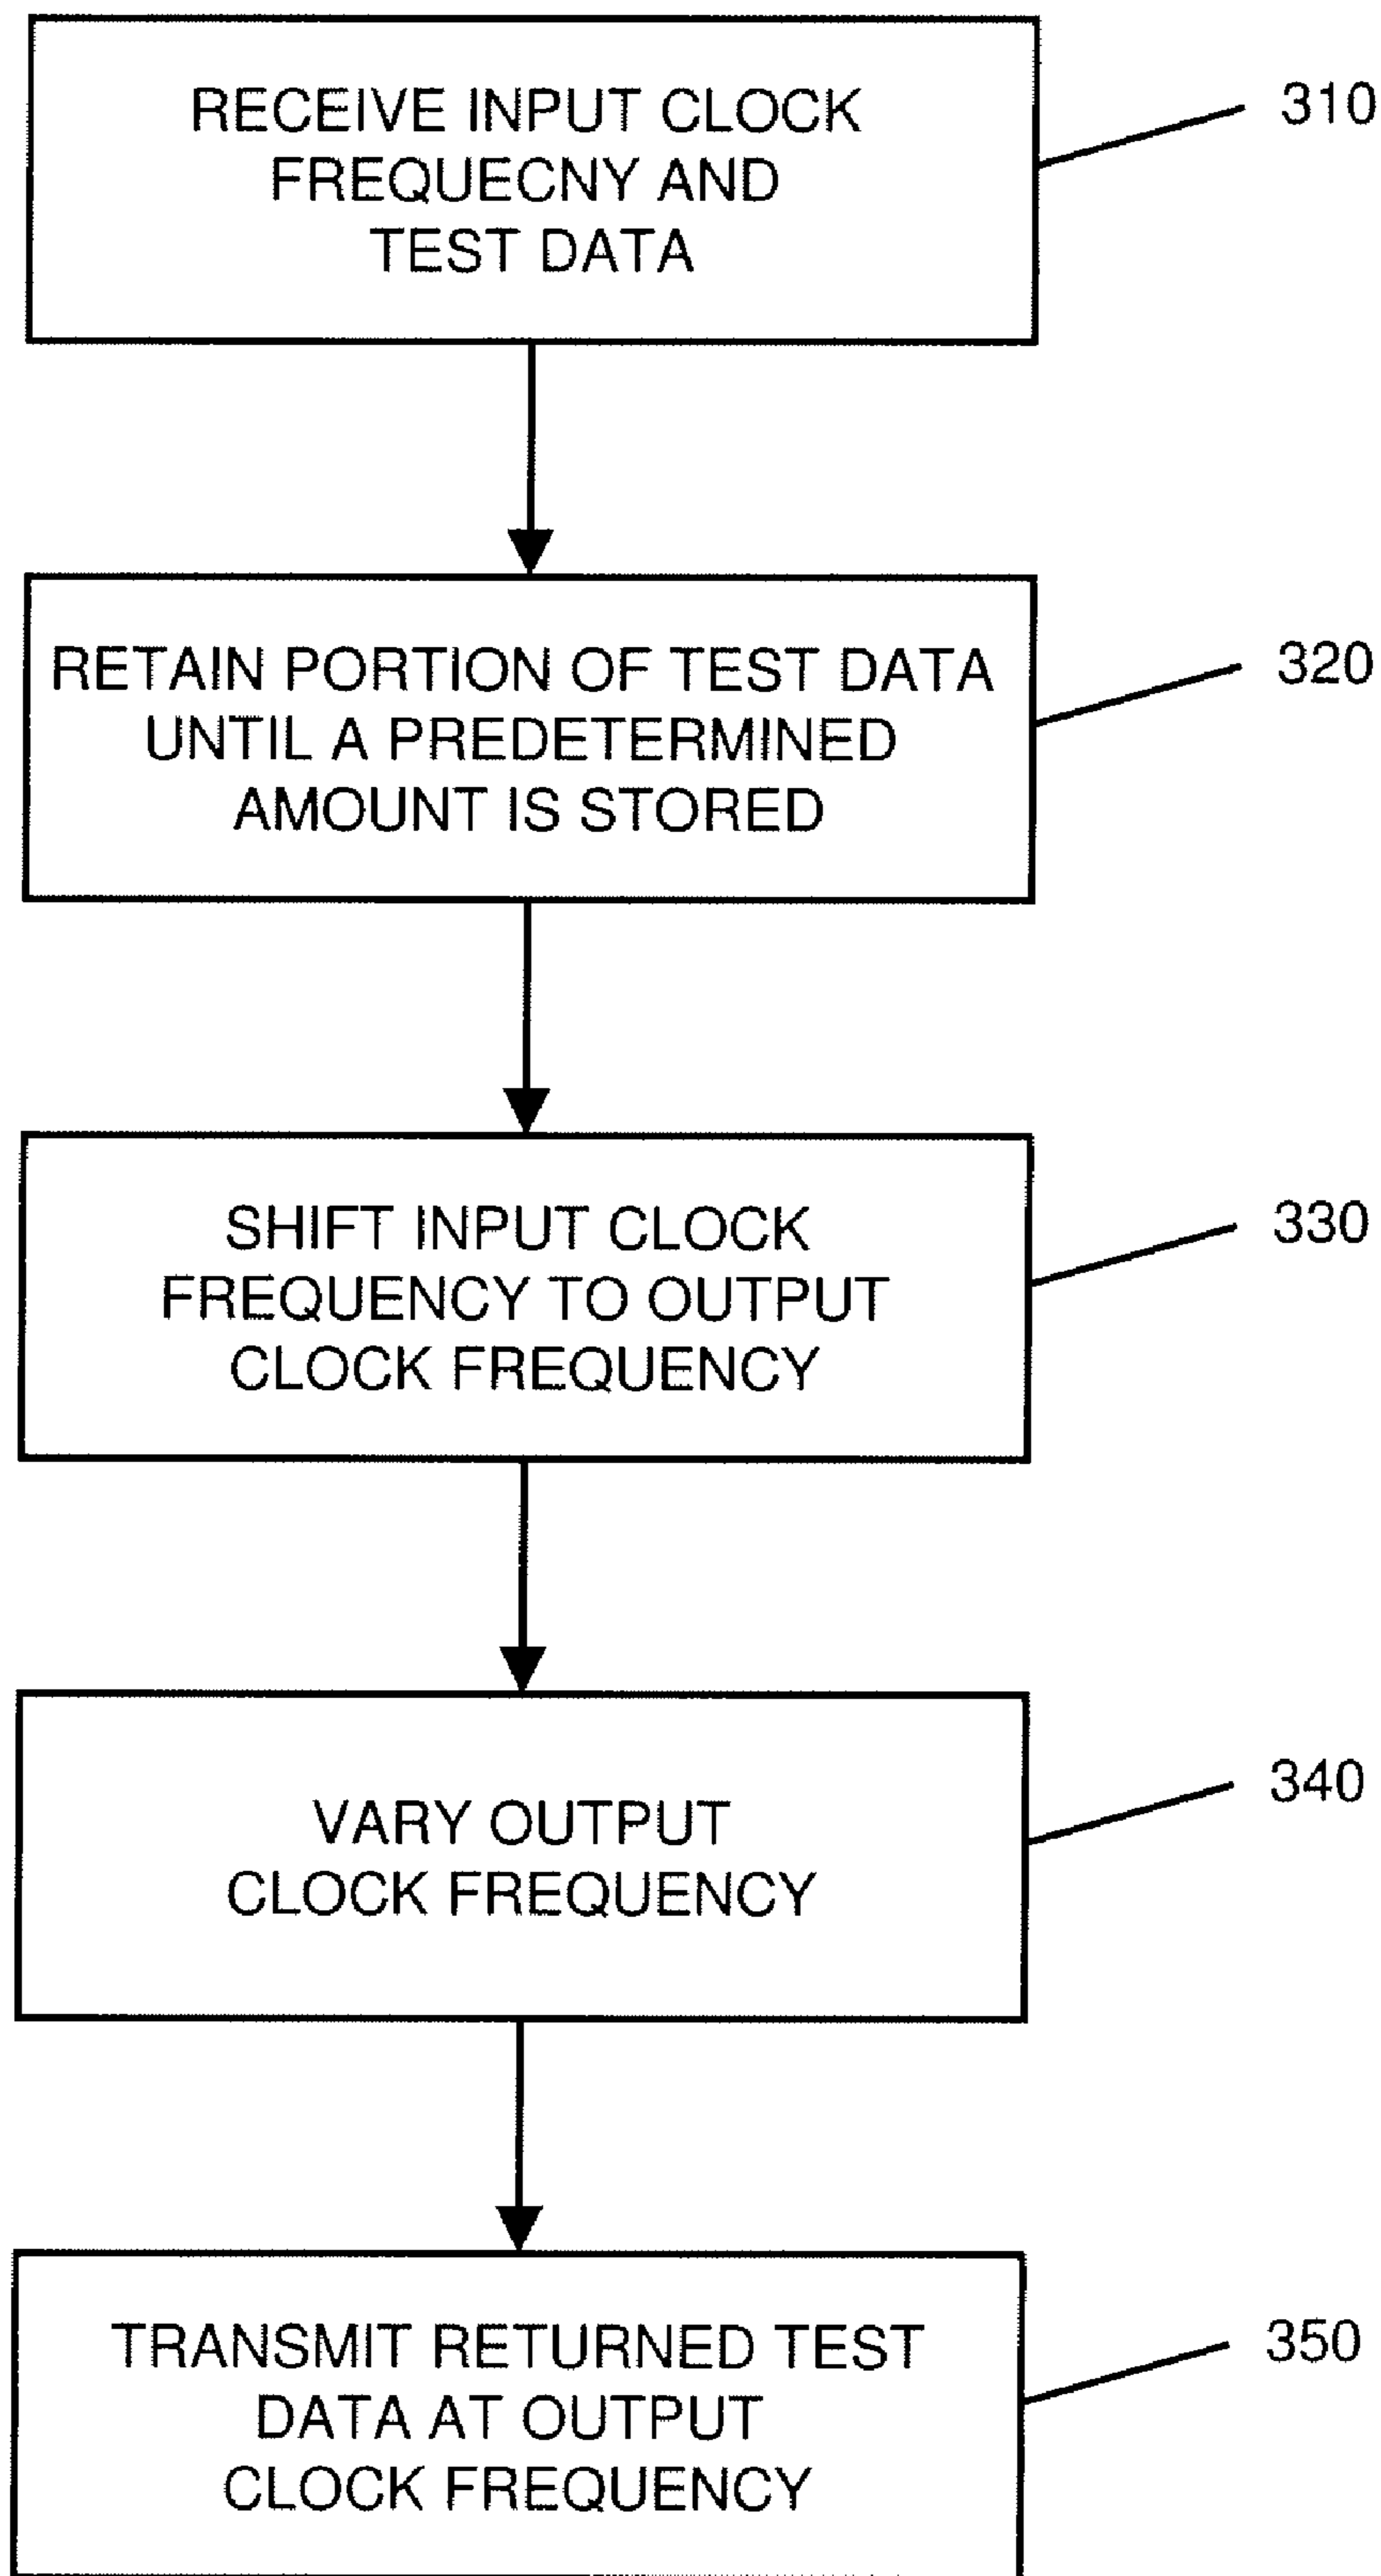 RECEIVE INPUT CLOCK
FREQUECNY AND
TEST DATA
310
RETAIN PORTION OF TEST DATA
UNTIL A PREDETERMINED
AMOUNT IS STORED
320
SHIFT INPUT CLOCK
FREQUENCY TO OUTPUT
CLOCK FREQUENCY
330
VARY OUTPUT
CLOCK FREQUENCY
340
TRANSMIT RETURNED TEST
DATA AT OUTPUT
CLOCK FREQUENCY
350